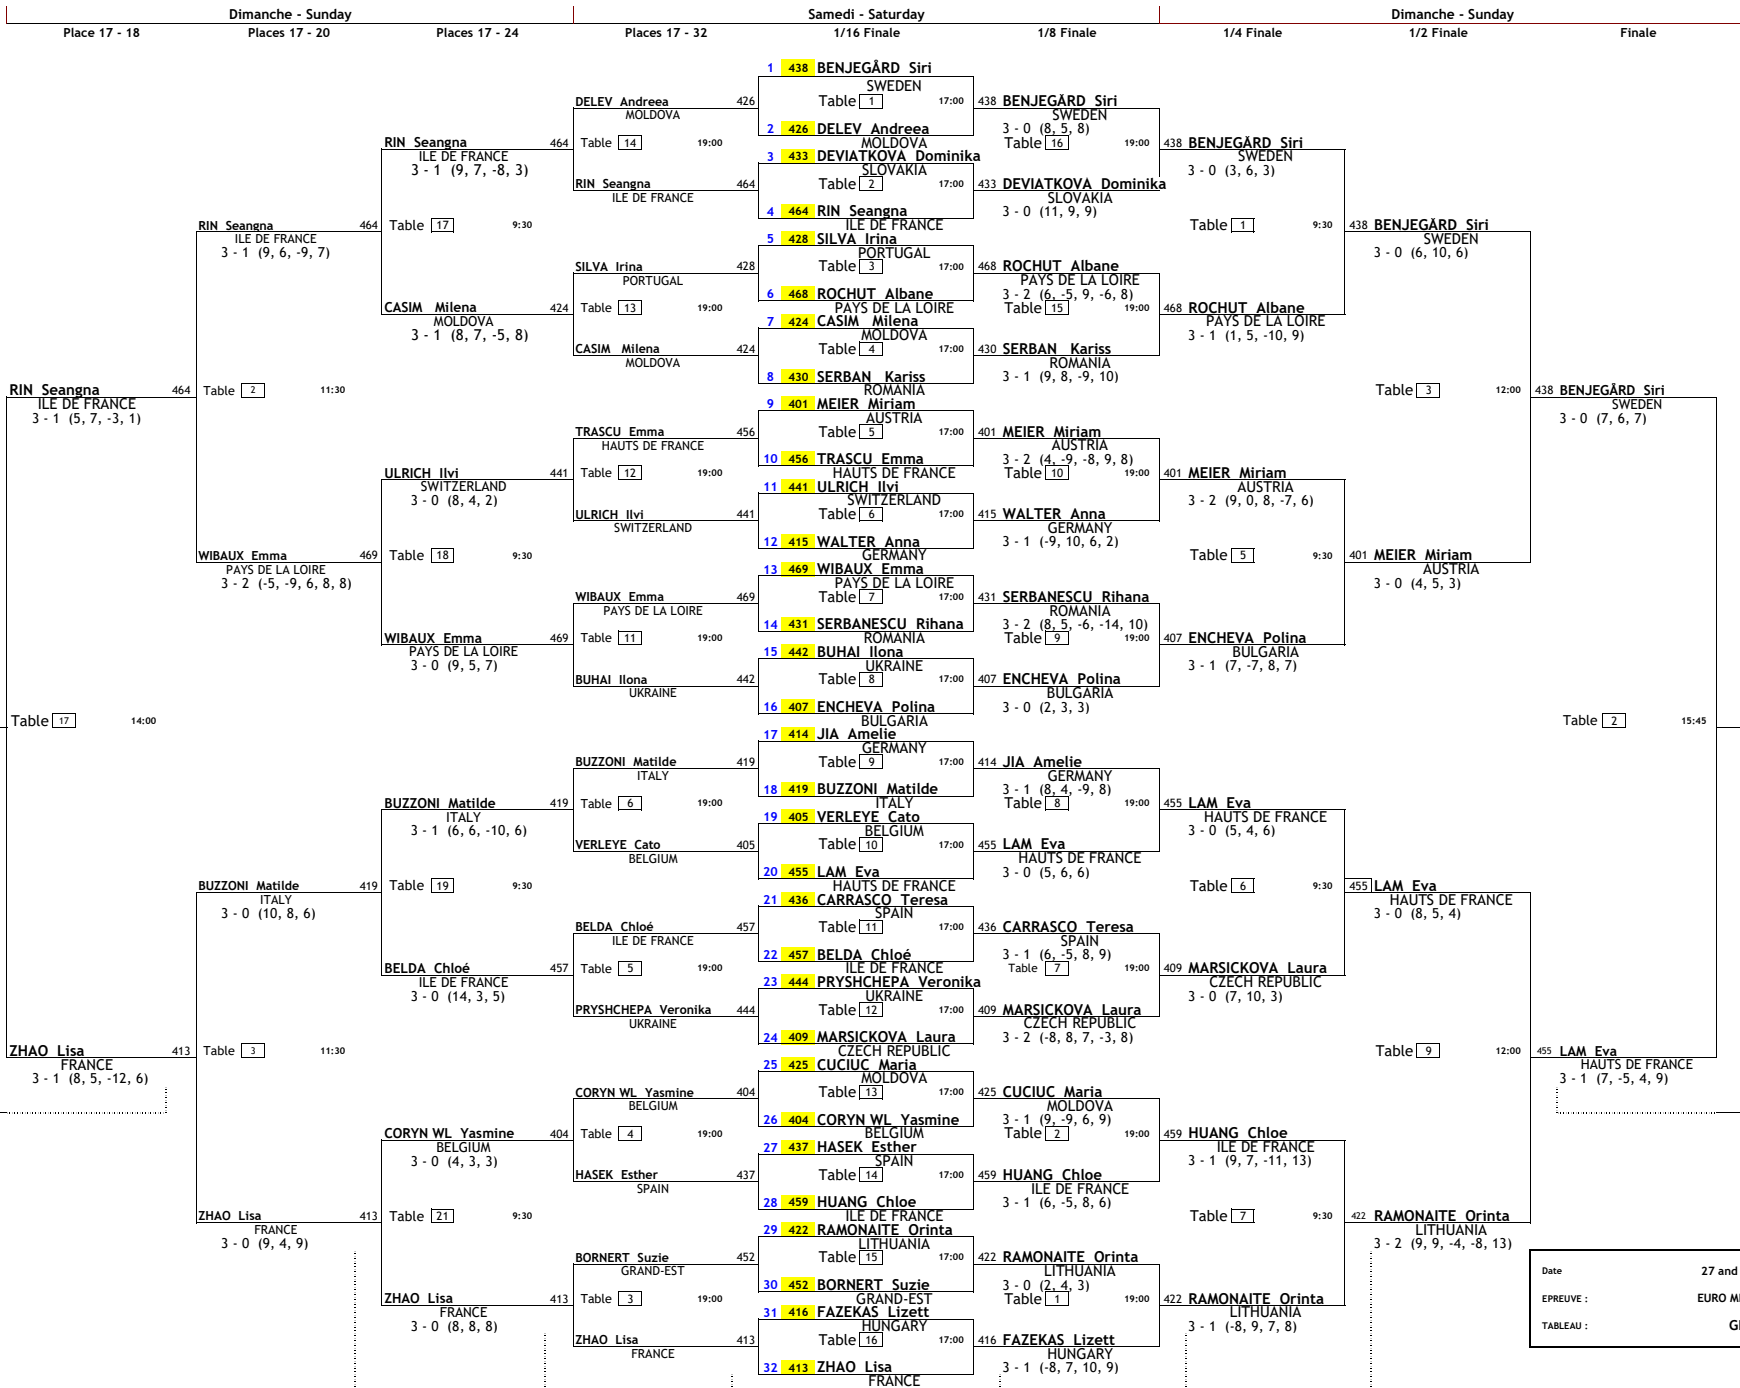 Dimanche - Sunday Samedi - Saturday Dimanche - Sunday
Place 17 - 18 Places 17 - 20 Places 17 - 24 Places 17 - 32 1/16 Finale 1/8 Finale 1/4 Finale 1/2 Finale Finale
1 438 BENJEGÅRD Siri
SWEDEN
DELEV Andreea 426 Table 1 17:00 438 BENJEGÅRD Siri
MOLDOVA SWEDEN
2 426 DELEV Andreea 3 - 0 (8, 5, 8)
RIN Seangna 464 Table 14 19:00 MOLDOVA Table 16 19:00 438 BENJEGÅRD Siri
ILE DE FRANCE 3 433 DEVIATKOVA Dominika SWEDEN
3 - 1 (9, 7, -8, 3) SLOVAKIA 3 - 0 (3, 6, 3)
RIN Seangna 464 Table 2 17:00 433 DEVIATKOVA Dominika
ILE DE FRANCE SLOVAKIA
4 464 RIN Seangna 3 - 0 (11, 9, 9)
RIN Seangna 464 Table 17 9:30 ILE DE FRANCE Table 1 9:30 438 BENJEGÅRD Siri
ILE DE FRANCE 5 428 SILVA Irina SWEDEN
3 - 1 (9, 6, -9, 7) PORTUGAL 3 - 0 (6, 10, 6)
SILVA Irina 428 Table 3 17:00 468 ROCHUT Albane
PORTUGAL PAYS DE LA LOIRE
6 468 ROCHUT Albane 3 - 2 (6, -5, 9, -6, 8)
CASIM Milena 424 Table 13 19:00 PAYS DE LA LOIRE Table 15 19:00 468 ROCHUT Albane
MOLDOVA 7 424 CASIM Milena PAYS DE LA LOIRE
3 - 1 (8, 7, -5, 8) MOLDOVA 3 - 1 (1, 5, -10, 9)
CASIM Milena 424 Table 4 17:00 430 SERBAN Kariss
MOLDOVA ROMANIA
8 430 SERBAN Kariss 3 - 1 (9, 8, -9, 10)
RIN Seangna 464 Table 2 11:30 ROMANIA Table 3 12:00 438 BENJEGÅRD Siri
ILE DE FRANCE 9 401 MEIER Miriam SWEDEN
3 - 1 (5, 7, -3, 1) AUSTRIA 3 - 0 (7, 6, 7)
TRASCU Emma 456 Table 5 17:00 401 MEIER Miriam
HAUTS DE FRANCE AUSTRIA
10 456 TRASCU Emma 3 - 2 (4, -9, -8, 9, 8)
ULRICH Ilvi 441 Table 12 19:00 HAUTS DE FRANCE Table 10 19:00 401 MEIER Miriam
SWITZERLAND 11 441 ULRICH Ilvi AUSTRIA
3 - 0 (8, 4, 2) SWITZERLAND 3 - 2 (9, 0, 8, -7, 6)
ULRICH Ilvi 441 Table 6 17:00 415 WALTER Anna
SWITZERLAND GERMANY
12 415 WALTER Anna 3 - 1 (-9, 10, 6, 2)
WIBAUX Emma 469 Table 18 9:30 GERMANY Table 5 9:30 401 MEIER Miriam
PAYS DE LA LOIRE 13 469 WIBAUX Emma AUSTRIA
3 - 2 (-5, -9, 6, 8, 8) PAYS DE LA LOIRE 3 - 0 (4, 5, 3)
WIBAUX Emma 469 Table 7 17:00 431 SERBANESCU Rihana
PAYS DE LA LOIRE ROMANIA
14 431 SERBANESCU Rihana 3 - 2 (8, 5, -6, -14, 10)
WIBAUX Emma 469 Table 11 19:00 ROMANIA Table 9 19:00 407 ENCHEVA Polina
PAYS DE LA LOIRE 15 442 BUHAI Ilona BULGARIA
3 - 0 (9, 5, 7) UKRAINE 3 - 1 (7, -7, 8, 7)
BUHAI Ilona 442 Table 8 17:00 407 ENCHEVA Polina
UKRAINE BULGARIA
16 407 ENCHEVA Polina 3 - 0 (2, 3, 3)
Table 17 14:00 BULGARIA Table 2 15:45
17 414 JIA Amelie
GERMANY
BUZZONI Matilde 419 Table 9 17:00 414 JIA Amelie
ITALY GERMANY
18 419 BUZZONI Matilde 3 - 1 (8, 4, -9, 8)
BUZZONI Matilde 419 Table 6 19:00 ITALY Table 8 19:00 455 LAM Eva
ITALY 19 405 VERLEYE Cato HAUTS DE FRANCE
3 - 1 (6, 6, -10, 6) BELGIUM 3 - 0 (5, 4, 6)
VERLEYE Cato 405 Table 10 17:00 455 LAM Eva
BELGIUM HAUTS DE FRANCE
20 455 LAM Eva 3 - 0 (5, 6, 6)
BUZZONI Matilde 419 Table 19 9:30 HAUTS DE FRANCE Table 6 9:30 455 LAM Eva
ITALY 21 436 CARRASCO Teresa HAUTS DE FRANCE
3 - 0 (10, 8, 6) SPAIN 3 - 0 (8, 5, 4)
BELDA Chloé 457 Table 11 17:00 436 CARRASCO Teresa
ILE DE FRANCE SPAIN
22 457 BELDA Chloé 3 - 1 (6, -5, 8, 9)
BELDA Chloé 457 Table 5 19:00 ILE DE FRANCE Table 7 19:00 409 MARSICKOVA Laura
ILE DE FRANCE 23 444 PRYSHCHEPA Veronika CZECH REPUBLIC
3 - 0 (14, 3, 5) UKRAINE 3 - 0 (7, 10, 3)
PRYSHCHEPA Veronika 444 Table 12 17:00 409 MARSICKOVA Laura
UKRAINE CZECH REPUBLIC
24 409 MARSICKOVA Laura 3 - 2 (-8, 8, 7, -3, 8)
ZHAO Lisa 413 Table 3 11:30 CZECH REPUBLIC Table 9 12:00 455 LAM Eva
FRANCE 25 425 CUCIUC Maria HAUTS DE FRANCE
3 - 1 (8, 5, -12, 6) MOLDOVA 3 - 1 (7, -5, 4, 9)
CORYN WL Yasmine 404 Table 13 17:00 425 CUCIUC Maria
BELGIUM MOLDOVA
26 404 CORYN WL Yasmine 3 - 1 (9, -9, 6, 9)
CORYN WL Yasmine 404 Table 4 19:00 BELGIUM Table 2 19:00 459 HUANG Chloe
BELGIUM 27 437 HASEK Esther ILE DE FRANCE
3 - 0 (4, 3, 3) SPAIN 3 - 1 (9, 7, -11, 13)
HASEK Esther 437 Table 14 17:00 459 HUANG Chloe
SPAIN ILE DE FRANCE
28 459 HUANG Chloe 3 - 1 (6, -5, 8, 6)
ZHAO Lisa 413 Table 21 9:30 ILE DE FRANCE Table 7 9:30 422 RAMONAITE Orinta
FRANCE 29 422 RAMONAITE Orinta LITHUANIA
3 - 0 (9, 4, 9) LITHUANIA 3 - 2 (9, 9, -4, -8, 13)
BORNERT Suzie 452 Table 15 17:00 422 RAMONAITE Orinta
GRAND-EST LITHUANIA Date 27 and
30 452 BORNERT Suzie 3 - 0 (2, 4, 3)
ZHAO Lisa 413 Table 3 19:00 GRAND-EST Table 1 19:00 422 RAMONAITE Orinta EPREUVE : EURO MI
FRANCE 31 416 FAZEKAS Lizett LITHUANIA
3 - 0 (8, 8, 8) HUNGARY 3 - 1 (-8, 9, 7, 8) TABLEAU : GI
ZHAO Lisa 413 Table 16 17:00 416 FAZEKAS Lizett
FRANCE HUNGARY
32 413 ZHAO Lisa 3 - 1 (-8, 7, 10, 9)
FRANCE